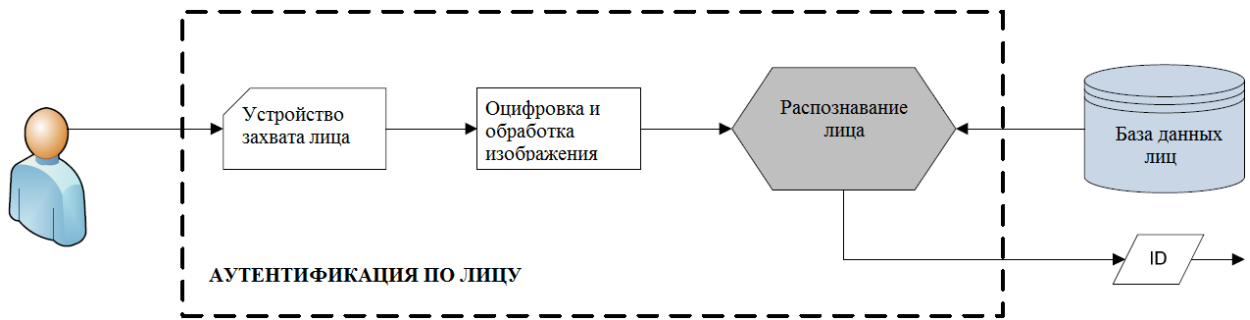 Устройство
захвата лица
Оцифровка и
обработка
изображения
Распознавание
лица
База данных
лиц
АУТЕНТИФИКАЦИЯ ПО ЛИЦУ
ID